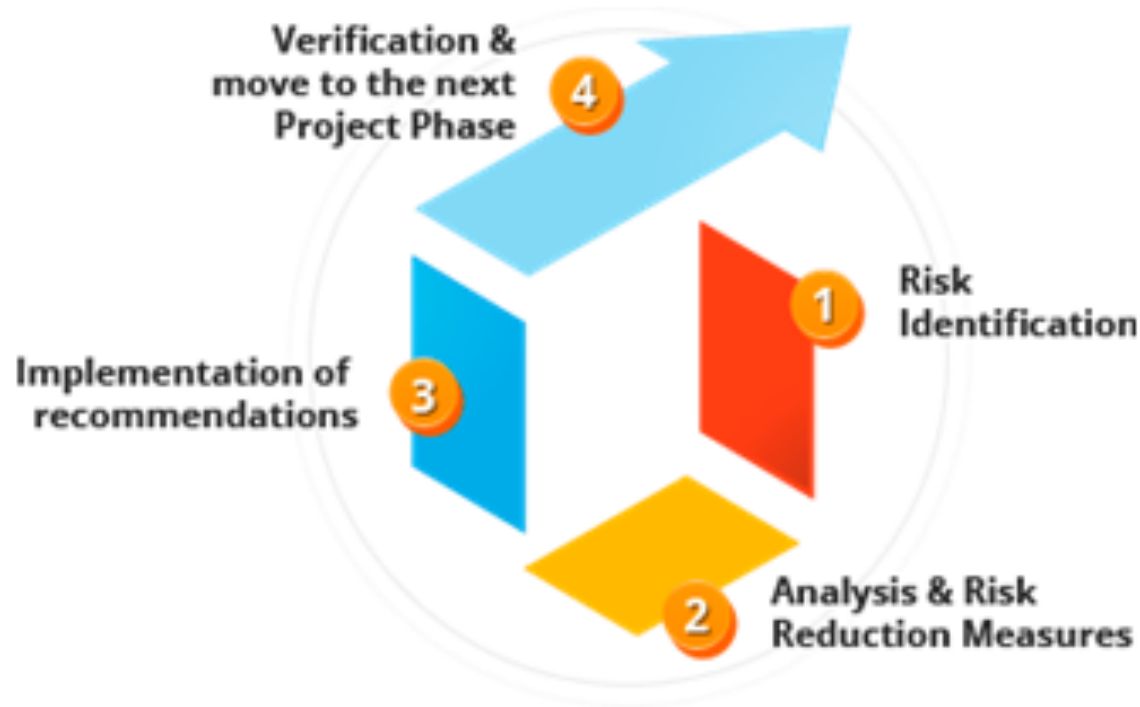 1
Risk
Identification
2
Analysis & Risk
Reduction Measures
3
Implementation of
recommendations
4
Verification &
move to the next
Project Phase